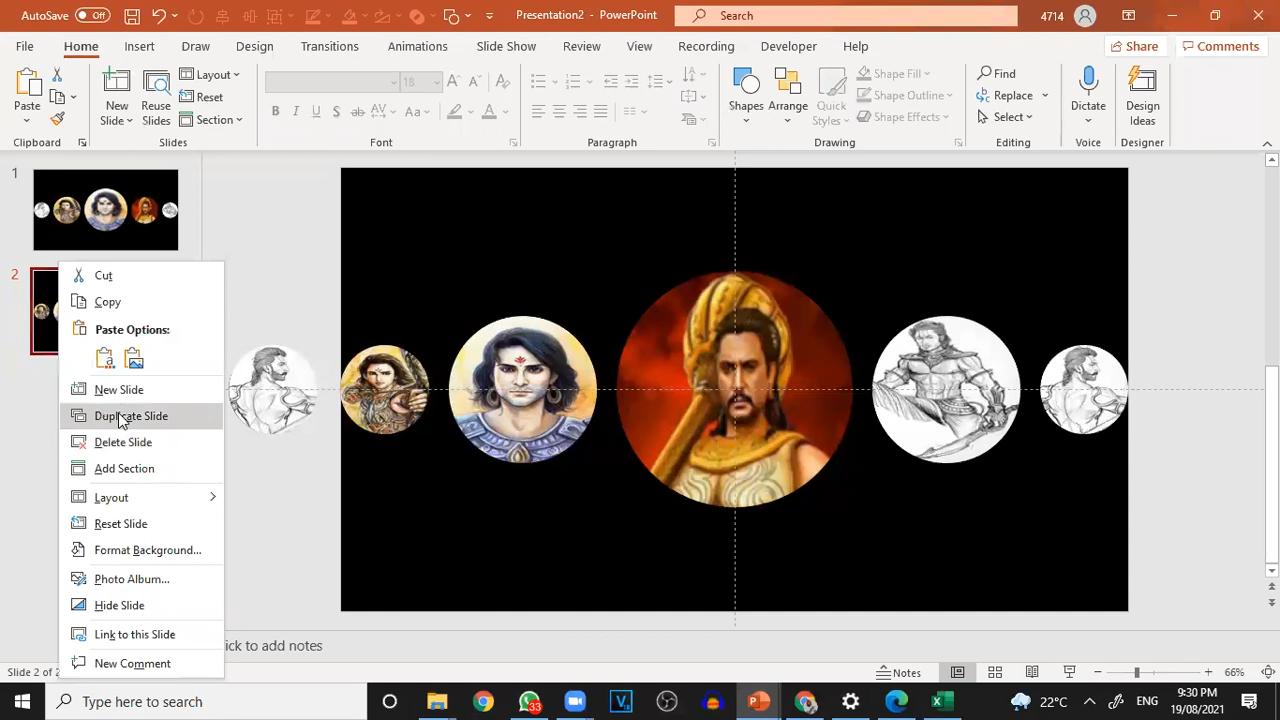 AutoSave Off Presentation2 - PowerPoint Search 4714
File Home Insert Draw Design Transitions Animations Slide Show Review View Recording Developer Help Share Comments
Paste New Slide Reuse Slides Layout Reset Section
18
B I U S ab AV Aa A
Shapes Arrange Quick Styles Shape Fill Shape Outline Shape Effects
Find Replace Select
Dictate Design Ideas
Clipboard Slides Font Paragraph Drawing Editing Voice Designer
1
2
Cut
Copy
Paste Options:
New Slide
Duplicate Slide
Delete Slide
Add Section
Layout
Reset Slide
Format Background...
Photo Album...
Hide Slide
Link to this Slide
New Comment
ick to add notes
Slide 2 of 2 Notes 66%
Type here to search 33 22°C ENG 9:30 PM
19/08/2021